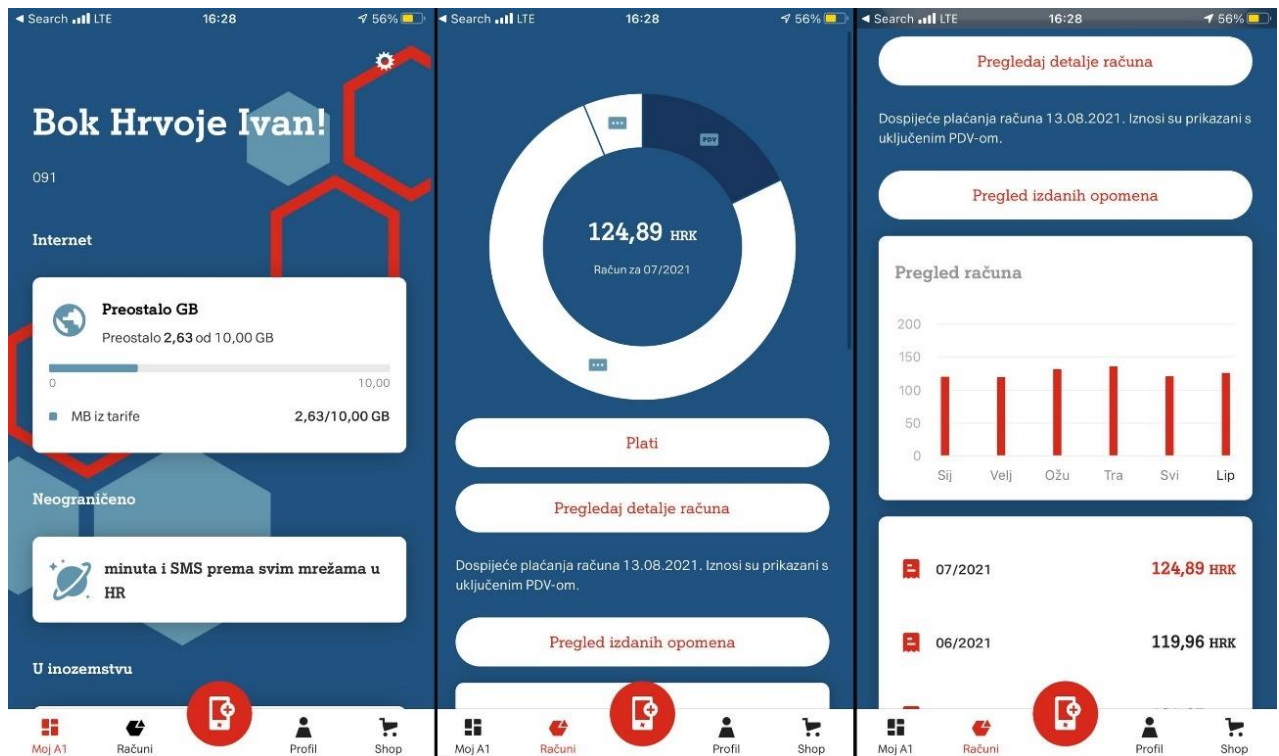 Search LTE 16:28 56%
Bok Hrvoje Ivan!
091
Internet
Preostalo GB
Preostalo 2,63 od 10,00 GB
0 10,00
MB iz tarife 2,63/10,00 GB
Neograničeno
minuta i SMS prema svim mrežama u
HR
U inozemstvu
Moj A1 Računi Profil Shop
Search LTE 16:28 56%
PDV
124,89 HRK
Račun za 07/2021
Plati
Pregledaj detalje računa
Dospijeće plaćanja računa 13.08.2021. Iznosi su prikazani s
uključenim PDV-om.
Pregled izdanih opomena
Moj A1 Računi Profil Shop
Search LTE 16:28 56%
Pregledaj detalje računa
Dospijeće plaćanja računa 13.08.2021. Iznosi su prikazani s
uključenim PDV-om.
Pregled izdanih opomena
Pregled računa
200
150
100
50
0
Sij Velj Ožu Tra Svi Lip
07/2021 124,89 HRK
06/2021 119,96 HRK
Moj A1 Računi Profil Shop